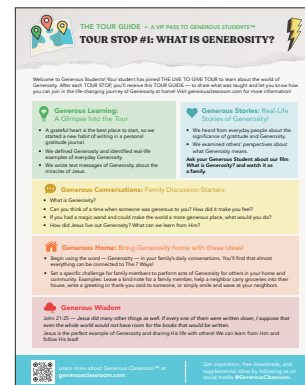 THE TOUR GUIDE • A VIP PASS TO GENEROUS STUDENTS™
TOUR STOP #1: WHAT IS GENEROSITY?
Welcome to Generous Students! Your student has joined THE LIVE TO GIVE TOUR to learn about the world of
Generosity. After each TOUR STOP, you'll receive this TOUR GUIDE — to share what was taught and let you know how
you can join in the life-changing journey of Generosity at home! Visit generousclassroom.com for more information!
Generous Learning:
A Glimpse Into the Tour
• A grateful heart is the best place to start, so we
started a new habit of writing in a personal
gratitude journal.
• We defined Generosity and identified real-life
examples of everyday Generosity.
• We wrote text messages of Generosity about the
miracles of Jesus.
Generous Stories: Real-Life
Stories of Generosity!
• We heard from everyday people about the
significance of gratitude and Generosity.
• We examined others' perspectives about
what Generosity means.
Ask your Generous Student about our film
What is Generosity? and watch it as
a family.
Generous Conversations: Family Discussion Starters
• What is Generosity?
• Can you think of a time when someone was generous to you? How did it make you feel?
• If you had a magic wand and could make the world a more generous place, what would you do?
• How did Jesus live out Generosity? What can we learn from Him?
Generous Home: Bring Generosity home with these ideas!
• Begin using the word — Generosity — in your family's daily conversations. You'll find that almost
everything can be connected to The 7 Ways!
• Set a specific challenge for family members to perform acts of Generosity for others in your home and
community. Examples: Leave a kind note for a family member, help a neighbor carry groceries into their
house, write a greeting or thank-you card to someone, or simply smile and wave at your neighbors.
Generous Wisdom
John 21:25 — Jesus did many other things as well. If every one of them were written down, I suppose that
even the whole world would not have room for the books that would be written.
Jesus is the perfect example of Generosity and sharing His life with others! We can learn from Him and
follow His lead!
Learn more about Generous Classroom™ at
generousclassroom.com
Get inspiration, free downloads, and
supplemental ideas by following us on
social media @GenerousClassroom.